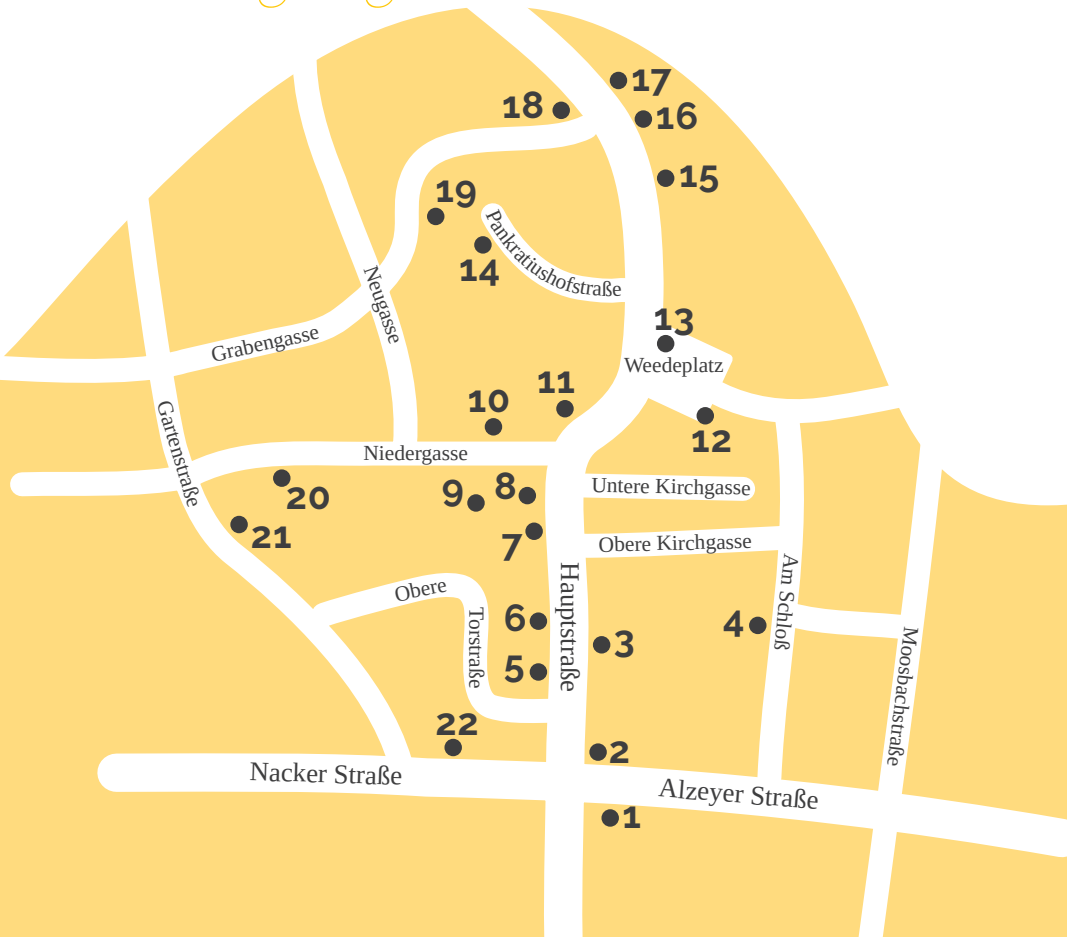 17
18
16
15
19
Pankratiushofstraße
14
Neugasse
13
Grabengasse
Weedeplatz
11
10
12
Gartenstraße
Niedergasse
8
9
Untere Kirchgasse
20
21
7
Obere Kirchgasse
Hauptstraße
Am Schloß
Obere
Torstraße
6
4
3
Moosbachstraße
5
22
2
Nacker Straße
Alzeyer Straße
1